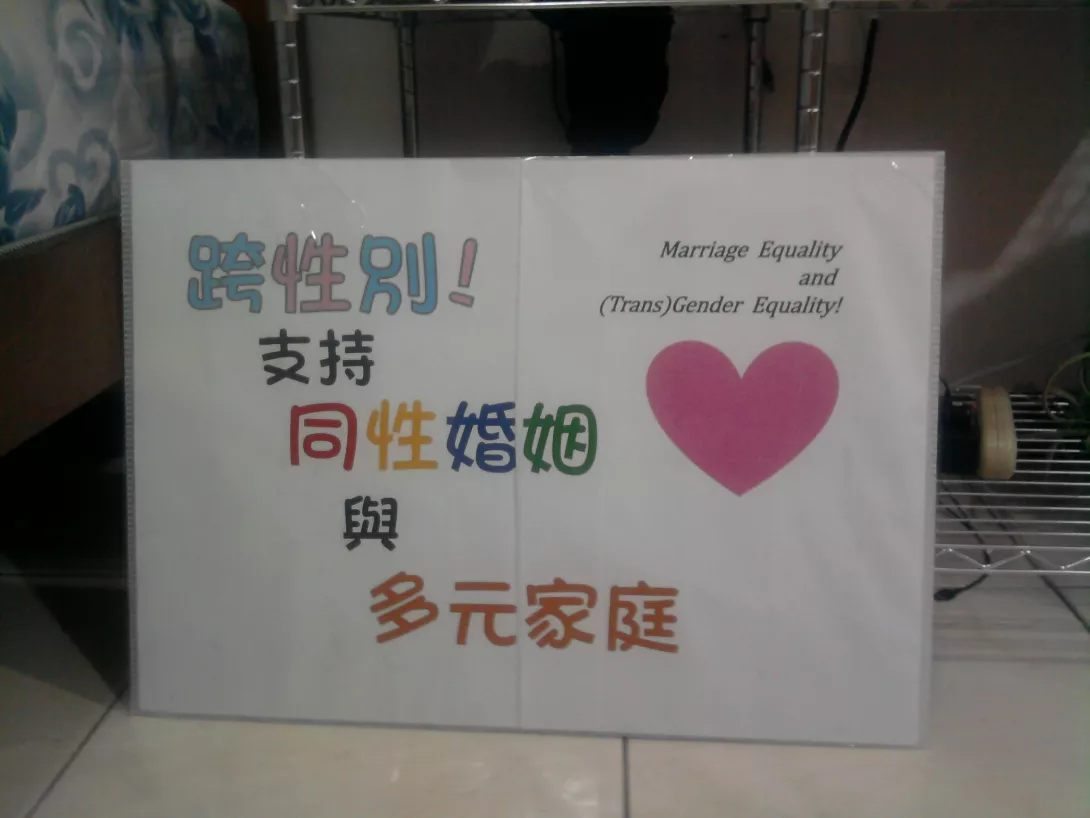 跨性別!
支持
同性婚姻
與
多元家庭
Marriage Equality
and
(Trans)Gender Equality!